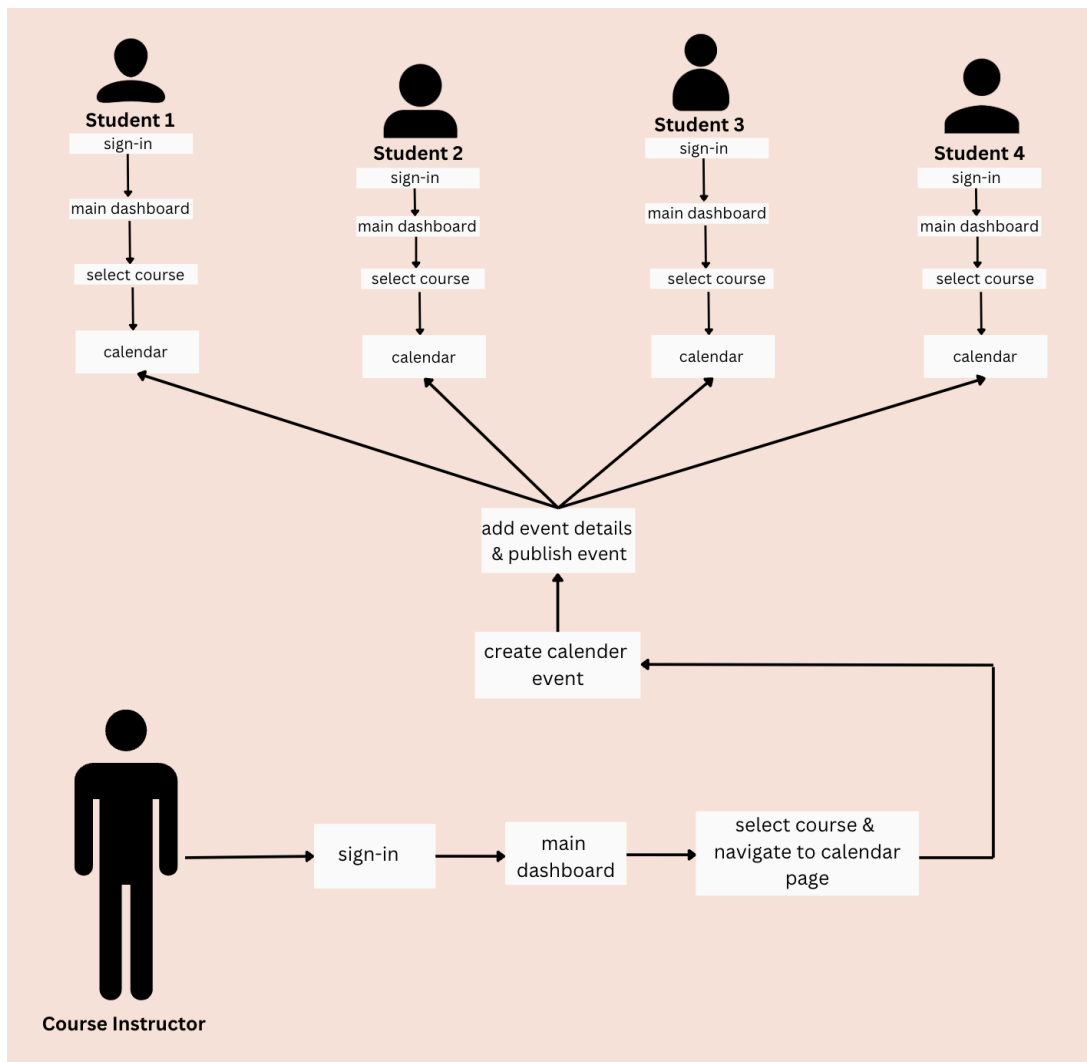 Student 1
sign-in
main dashboard
select course
calendar
Student 2
sign-in
main dashboard
select course
calendar
Student 3
sign-in
main dashboard
select course
calendar
Student 4
sign-in
main dashboard
select course
calendar
add event details
& publish event
create calender
event
sign-in
main
dashboard
select course &
navigate to calendar
page
Course Instructor